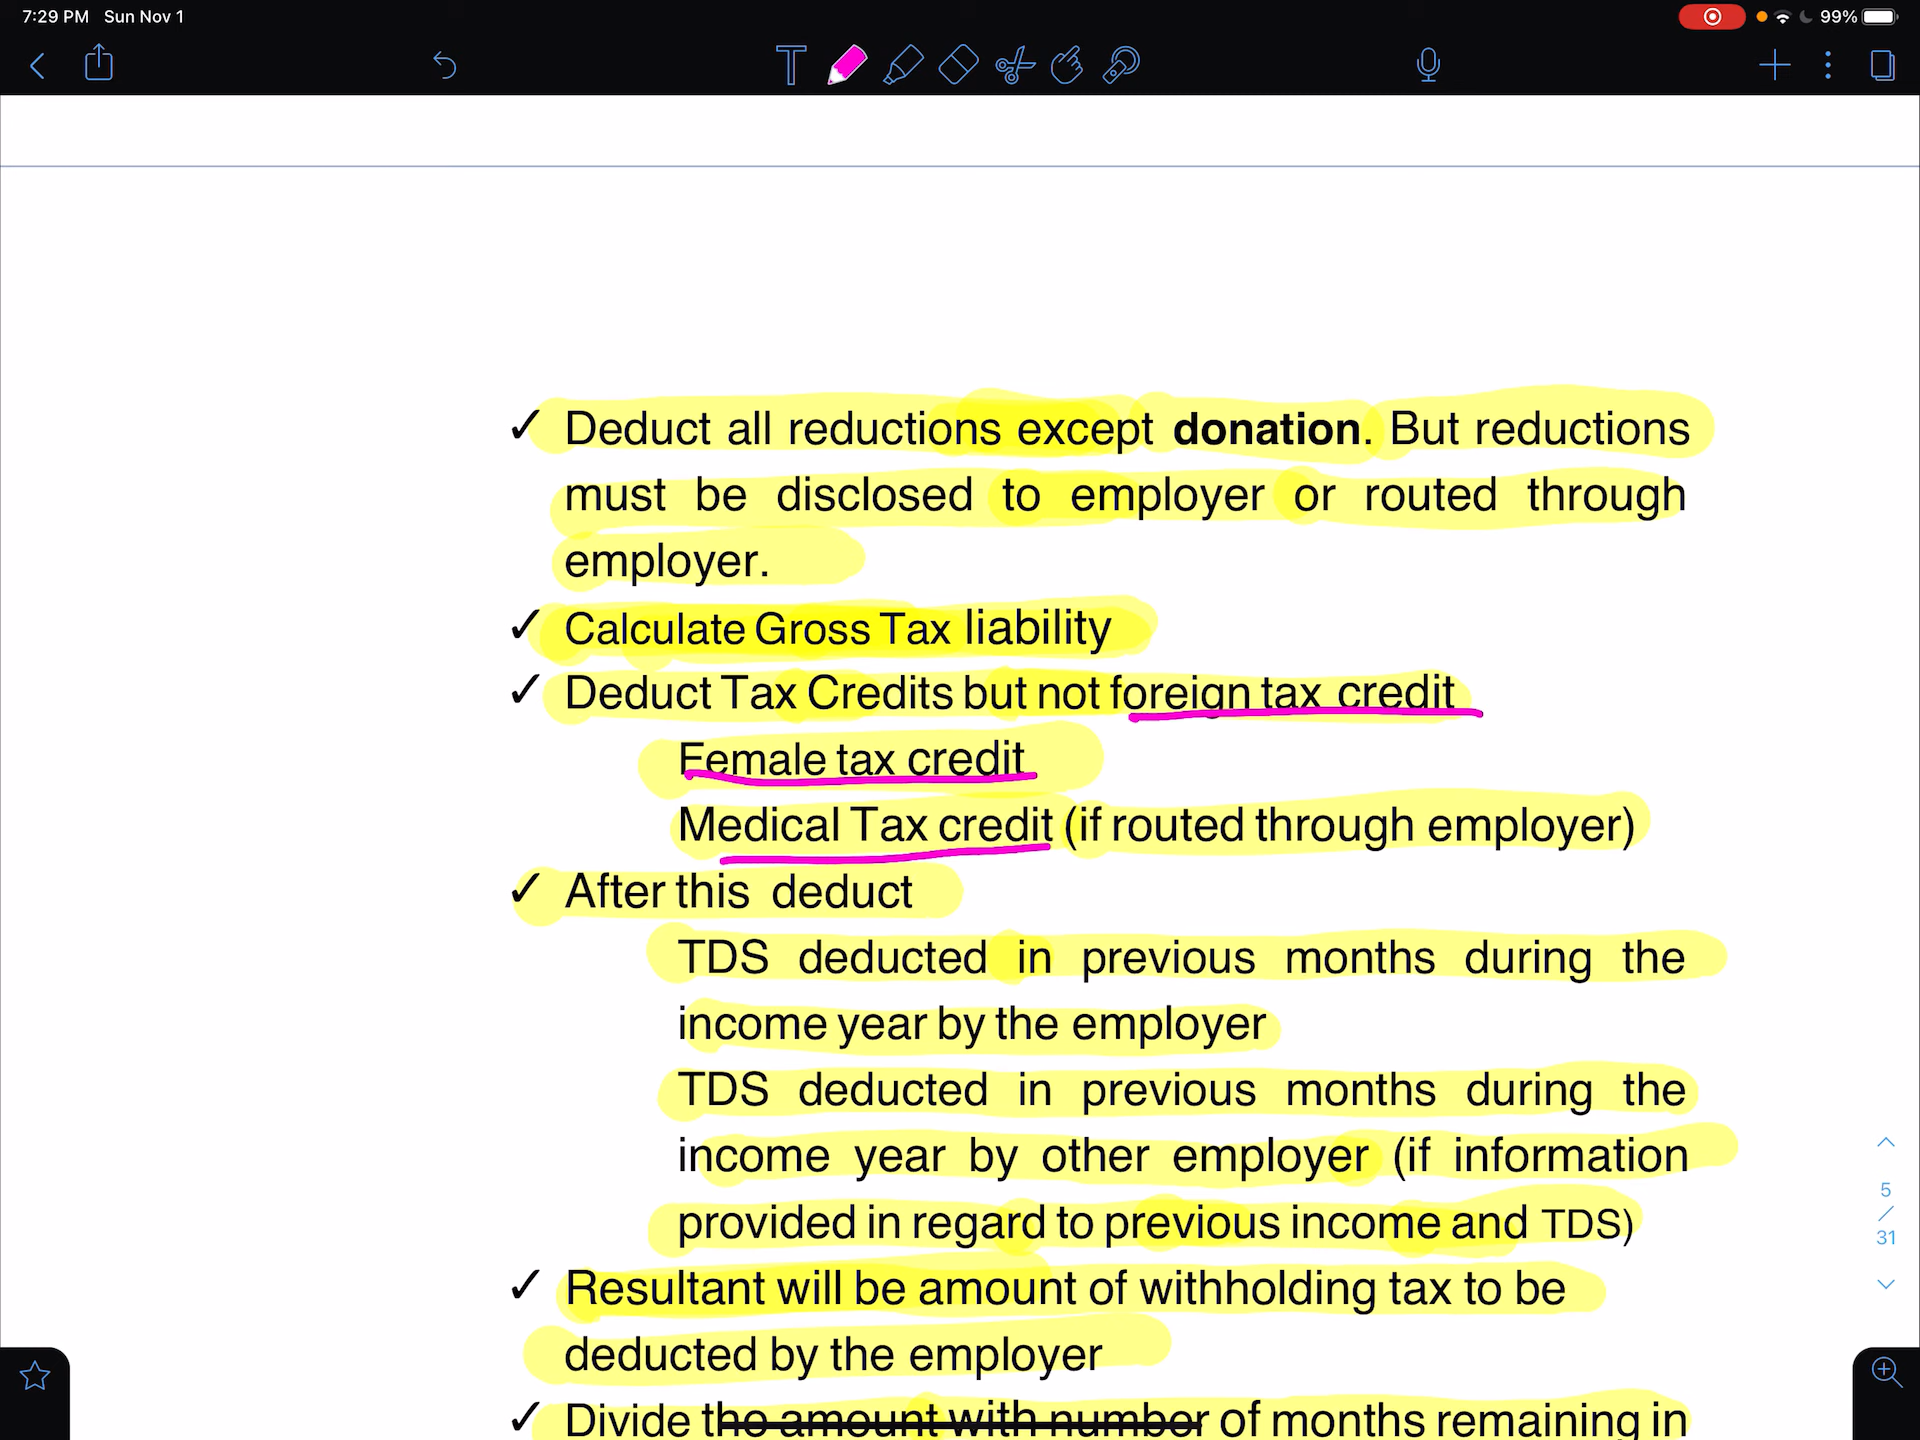 7:29 PM Sun Nov 1
99%
✓ Deduct all reductions except donation. But reductions
must be disclosed to employer or routed through
employer.
✓ Calculate Gross Tax liability
✓ Deduct Tax Credits but not foreign tax credit
Female tax credit
Medical Tax credit (if routed through employer)
✓ After this deduct
TDS deducted in previous months during the
income year by the employer
TDS deducted in previous months during the
income year by other employer (if information
provided in regard to previous income and TDS)
✓ Resultant will be amount of withholding tax to be
deducted by the employer
✓ Divide the amount with number of months remaining in
5
/
31